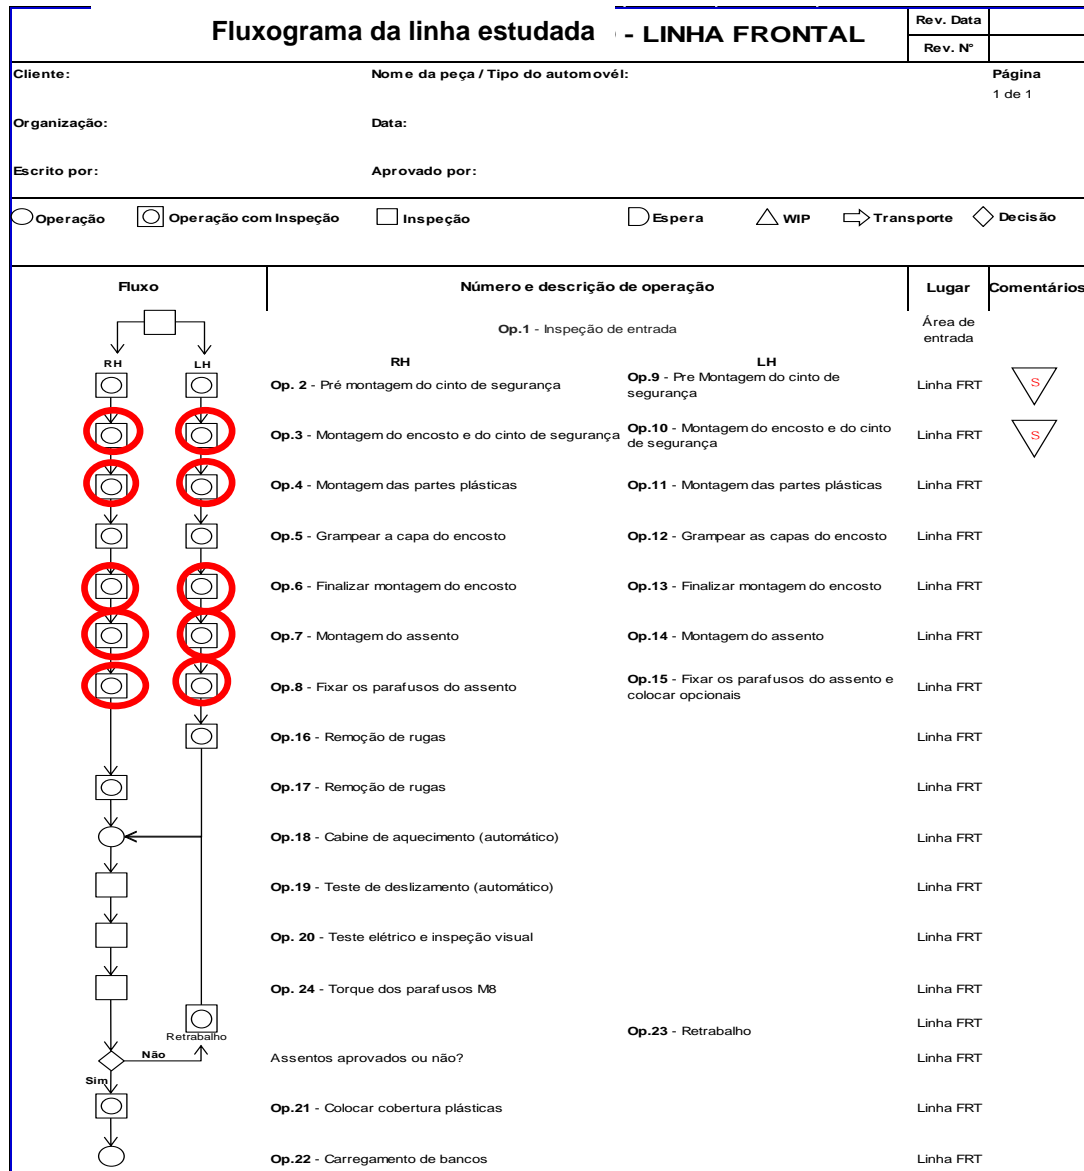 Fluxograma da linha estudada - LINHA FRONTAL
Rev. Data
Rev. N°
Cliente:
Nome da peça / Tipo do automovél:
Página
1 de 1
Organização:
Data:
Escrito por:
Aprovado por:
Operação
Operação com Inspeção
Inspeção
Espera
WIP
Transporte
Decisão
Fluxo
Número e descrição de operação
Lugar
Comentários
Op.1 - Inspeção de entrada
Área de
entrada
RH
LH
RH
LH
Op. 2 - Pré montagem do cinto de segurança
Op.9 - Pre Montagem do cinto de
segurança
Linha FRT
S
Op.3 - Montagem do encosto e do cinto de segurança
Op.10 - Montagem do encosto e do cinto
de segurança
Linha FRT
S
Op.4 - Montagem das partes plásticas
Op.11 - Montagem das partes plásticas
Linha FRT
Op.5 - Grampear a capa do encosto
Op.12 - Grampear as capas do encosto
Linha FRT
Op.6 - Finalizar montagem do encosto
Op.13 - Finalizar montagem do encosto
Linha FRT
Op.7 - Montagem do assento
Op.14 - Montagem do assento
Linha FRT
Op.8 - Fixar os parafusos do assento
Op.15 - Fixar os parafusos do assento e
colocar opcionais
Linha FRT
Op.16 - Remoção de rugas
Linha FRT
Op.17 - Remoção de rugas
Linha FRT
Op.18 - Cabine de aquecimento (automático)
Linha FRT
Op.19 - Teste de deslizamento (automático)
Linha FRT
Op. 20 - Teste elétrico e inspeção visual
Linha FRT
Op. 24 - Torque dos parafusos M8
Linha FRT
Retrabalho
Op.23 - Retrabalho
Linha FRT
Não
Assentos aprovados ou não?
Linha FRT
Sim
Op.21 - Colocar cobertura plásticas
Linha FRT
Op.22 - Carregamento de bancos
Linha FRT